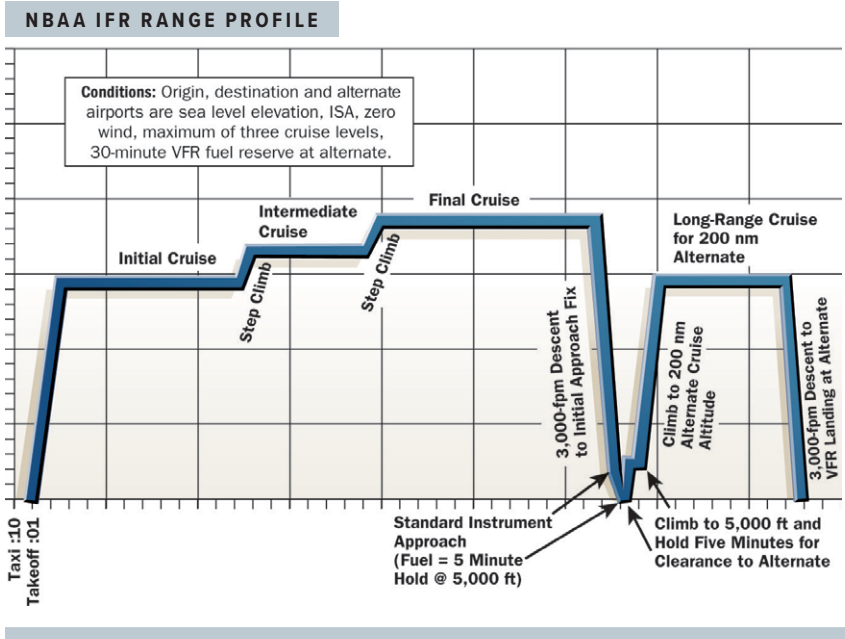 NBAA IFR RANGE PROFILE
Conditions: Origin, destination and alternate
airports are sea level elevation, ISA, zero
wind, maximum of three cruise levels,
30-minute VFR fuel reserve at alternate.
Initial Cruise
Step Climb
Intermediate
Cruise
Step Climb
Final Cruise
3,000-fpm Descent
to Initial Approach Fix
Long-Range Cruise
for 200 nm
Alternate
Climb to 200 nm
Alternate Cruise
Altitude
3,000-fpm Descent to
VFR Landing at Alternate
Taxi :10
Takeoff :01
Standard Instrument
Approach
(Fuel = 5 Minute
Hold @ 5,000 ft)
Climb to 5,000 ft and
Hold Five Minutes for
Clearance to Alternate